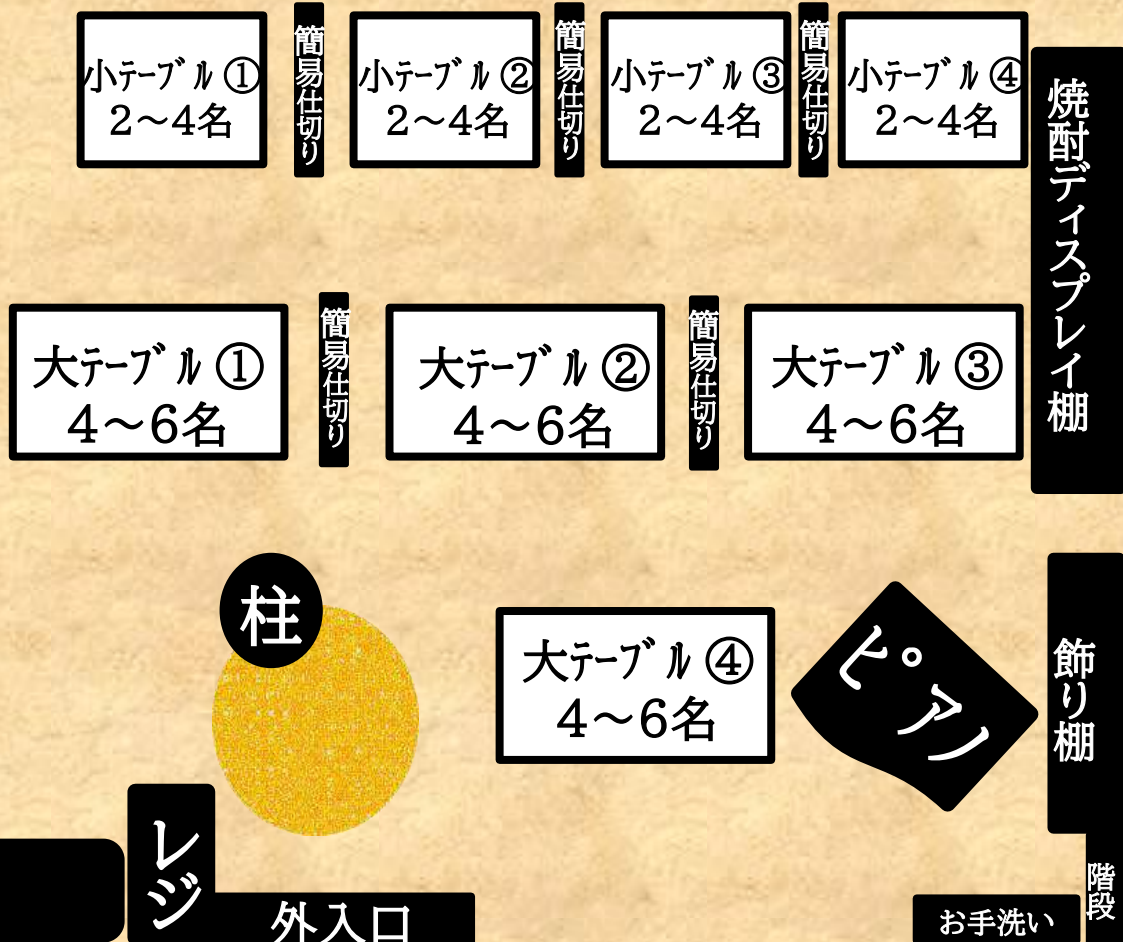 小ﾃｰﾌﾞﾙ①
2～4名
簡易仕切り
小ﾃｰﾌﾞﾙ②
2～4名
簡易仕切り
小ﾃｰﾌﾞﾙ③
2～4名
簡易仕切り
小ﾃｰﾌﾞﾙ④
2～4名
焼酎ディスプレイ棚
大ﾃｰﾌﾞﾙ①
4～6名
簡易仕切り
大ﾃｰﾌﾞﾙ②
4～6名
簡易仕切り
大ﾃｰﾌﾞﾙ③
4～6名
柱
大ﾃｰﾌﾞﾙ④
4～6名
ピアノ
飾り棚
レジ
外入口
お手洗い
階段